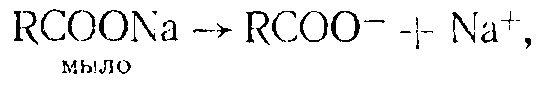 RCOONa → RCOO⁻ + Na⁺,
мыло